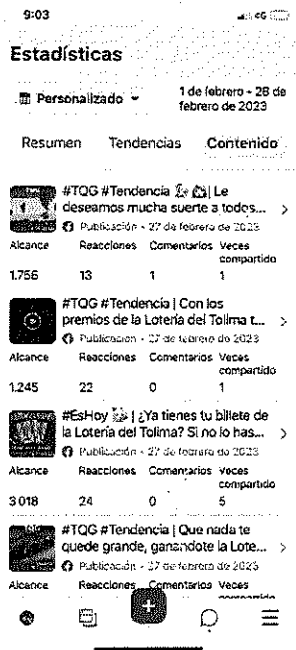 9:03
4G
Estadísticas
Personalizado
1 de febrero - 28 de
febrero de 2023
Resumen Tendencias Contenido
#TQG #Tendencia | Le
deseamos mucha suerte a todos...
Publicación - 27 de febrero de 2023
Alcance Reacciones Comentarios Veces
compartido
1.756 13 1 1
#TQG #Tendencia | Con los
premios de la Lotería del Tolima t...
Publicación - 27 de febrero de 2023
Alcance Reacciones Comentarios Veces
compartido
1.245 22 0 1
#EsHoy | ¿Ya tienes tu billete de
la Lotería del Tolima? Si no lo has...
Publicación - 27 de febrero de 2023
Alcance Reacciones Comentarios Veces
compartido
3018 24 0 5
#TQG #Tendencia | Que nada te
quede grande, ganandote la Lote...
Publicación - 27 de febrero de 2023
Alcance Reacciones Comentarios Veces
compartido